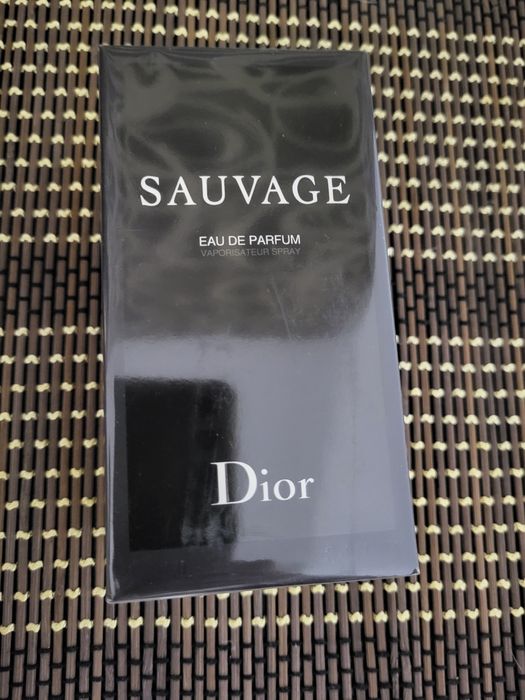 SAUVAGE
EAU DE PARFUM
VAPORISATEUR SPRAY
Dior